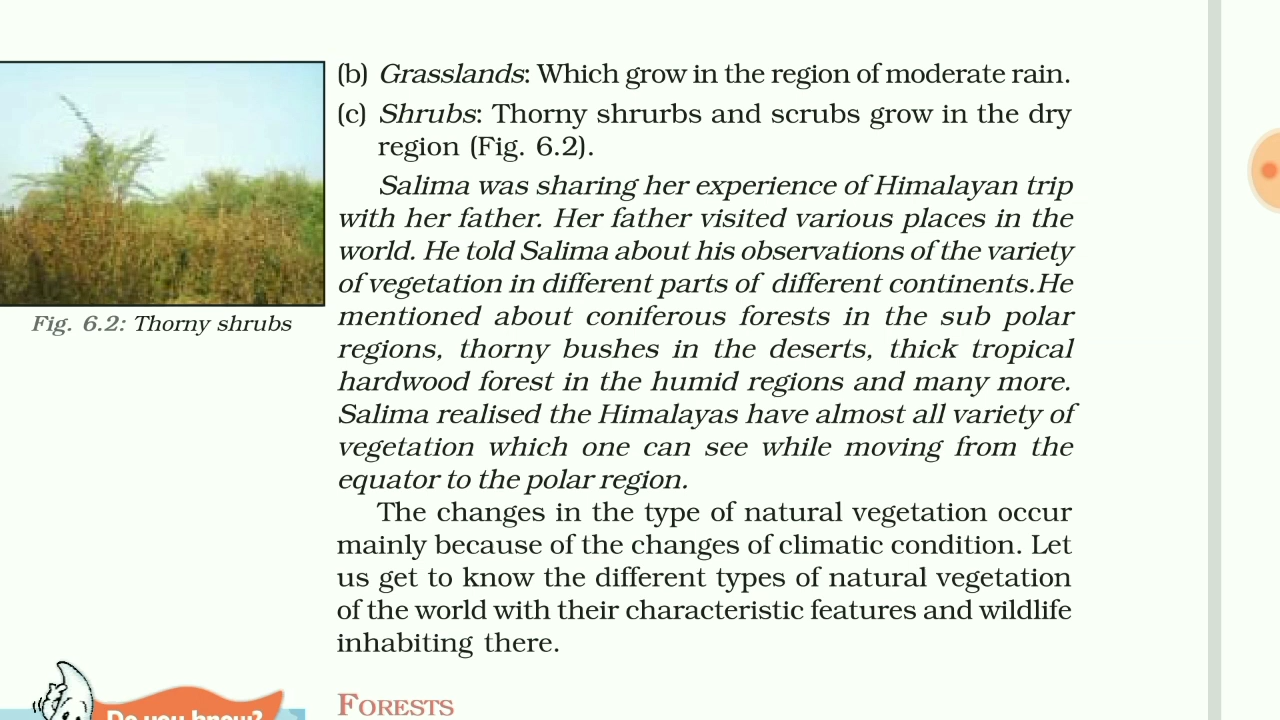 (b) Grasslands: Which grow in the region of moderate rain.
(c) Shrubs: Thorny shrurbs and scrubs grow in the dry
region (Fig. 6.2).
Salima was sharing her experience of Himalayan trip
with her father. Her father visited various places in the
world. He told Salima about his observations of the variety
of vegetation in different parts of different continents.He
mentioned about coniferous forests in the sub polar
regions, thorny bushes in the deserts, thick tropical
hardwood forest in the humid regions and many more.
Salima realised the Himalayas have almost all variety of
vegetation which one can see while moving from the
equator to the polar region.
The changes in the type of natural vegetation occur
mainly because of the changes of climatic condition. Let
us get to know the different types of natural vegetation
of the world with their characteristic features and wildlife
inhabiting there.
FORESTS
Fig. 6.2: Thorny shrubs
Do you know?